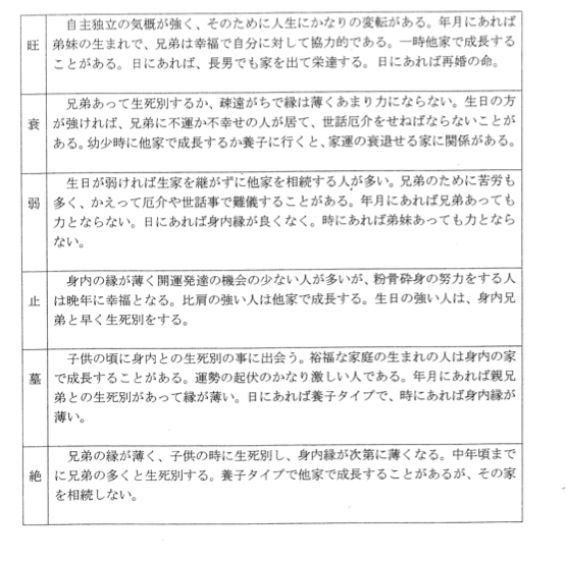 旺
自主独立の気概が強く、そのために人生にかなりの変転がある。年月にあれば
弟妹の生まれで、兄弟は幸福で自分に対して協力的である。一時他家で成長する
ことがある。日にあれば、長男でも家を出て栄達する。日にあれば再婚の命。
衰
兄弟あって生死別するか、疎遠がちで縁は薄くあまり力にならない。生日の方
が強ければ、兄弟に不運か不幸せの人が居て、世話厄介をせねばならないことが
ある。幼少時に他家で成長するか養子に行くと、家運の衰退せる家に関係がある。
弱
生日が弱ければ生家を継がずに他家を相続する人が多い。兄弟のために苦労も
多く、かえって厄介や世話事で難儀することがある。年月にあれば兄弟あっても
力とならない。日にあれば身内縁が良くなく。時にあれば弟妹あっても力となら
ない。
止
身内の縁が薄く開運発達の機会の少ない人が多いが、粉骨砕身の努力をする人
は晩年に幸福となる。比肩の強い人は他家で成長する。生日の強い人は、身内兄
弟と早く生死別をする。
墓
子供の頃に身内との生死別の事に出会う。裕福な家庭の生まれの人は身内の家
で成長することがある。運勢の起伏のかなり激しい人である。年月にあれば親兄
弟との生死別があって縁が薄い。日にあれば養子タイプで、時にあれば身内縁が
薄い。
絶
兄弟の縁が薄く、子供の時に生死別し、身内縁が次第に薄くなる。中年頃まで
に兄弟の多くと生死別する。養子タイプで他家で成長することがあるが、その家
を相続しない。